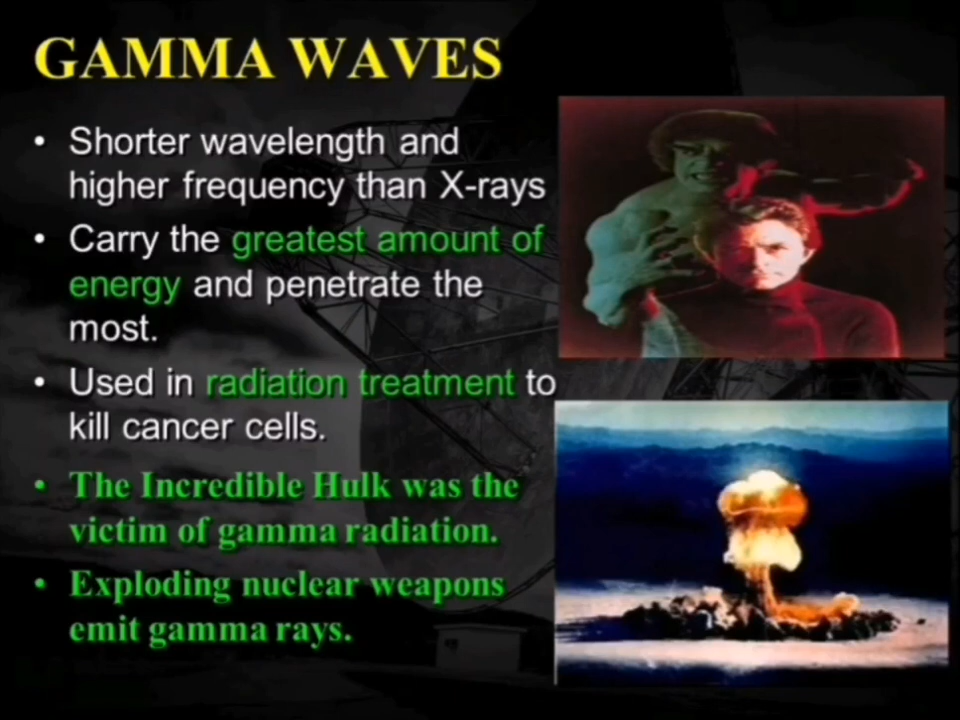 GAMMA WAVES
• Shorter wavelength and
higher frequency than X-rays
• Carry the greatest amount of
energy and penetrate the
most.
• Used in radiation treatment to
kill cancer cells.
• The Incredible Hulk was the
victim of gamma radiation.
• Exploding nuclear weapons
emit gamma rays.